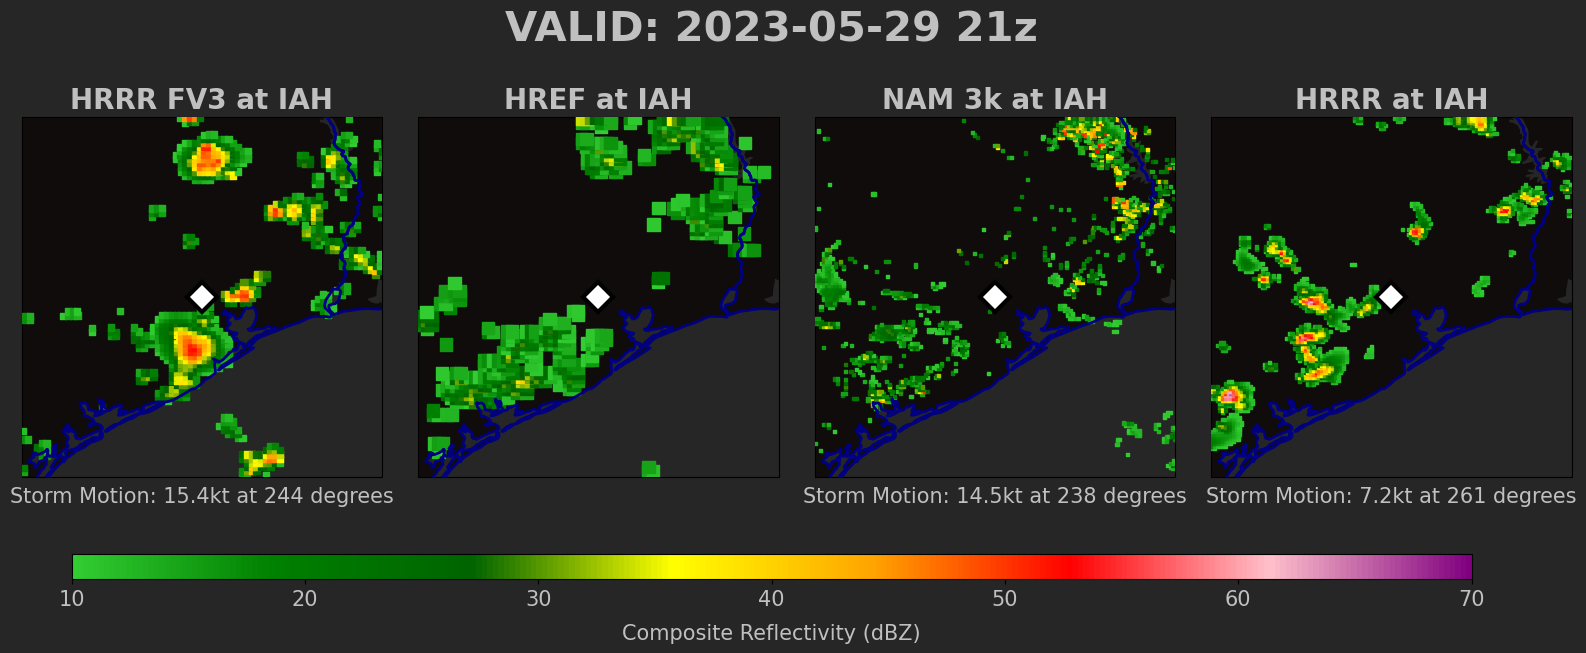 VALID: 2023-05-29 21z
HRRR FV3 at IAH
HREF at IAH
NAM 3k at IAH
HRRR at IAH
Storm Motion: 15.4kt at 244 degrees
Storm Motion: 14.5kt at 238 degrees
Storm Motion: 7.2kt at 261 degrees
10 20 30 40 50 60 70
Composite Reflectivity (dBZ)